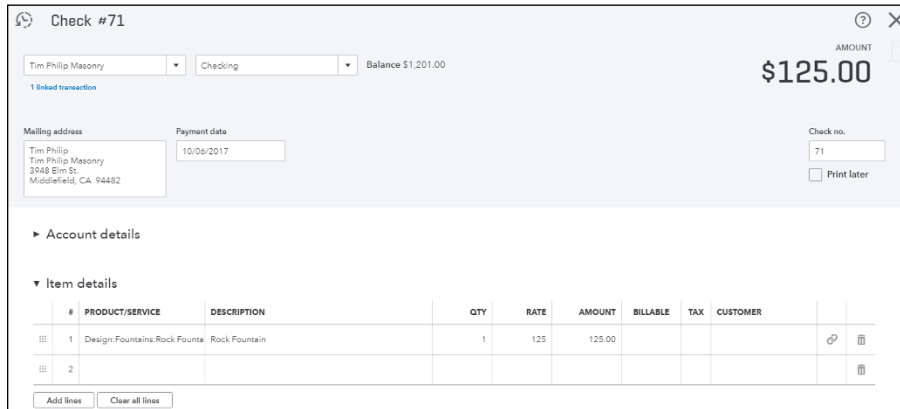 Check #71
AMOUNT
$125.00
Tim Philip Masonry
Checking
Balance $1,201.00
1 linked transaction
Mailing address
Payment date
Check no.
Tim Philip
Tim Philip Masonry
3948 Elm St.
Middlefield, CA 94482
10/06/2017
71
Print later
Account details
Item details
# PRODUCT/SERVICE DESCRIPTION QTY RATE AMOUNT BILLABLE TAX CUSTOMER
1 Design:Fountains:Rock Founta Rock Fountain 1 125 125.00
2
Add lines Clear all lines